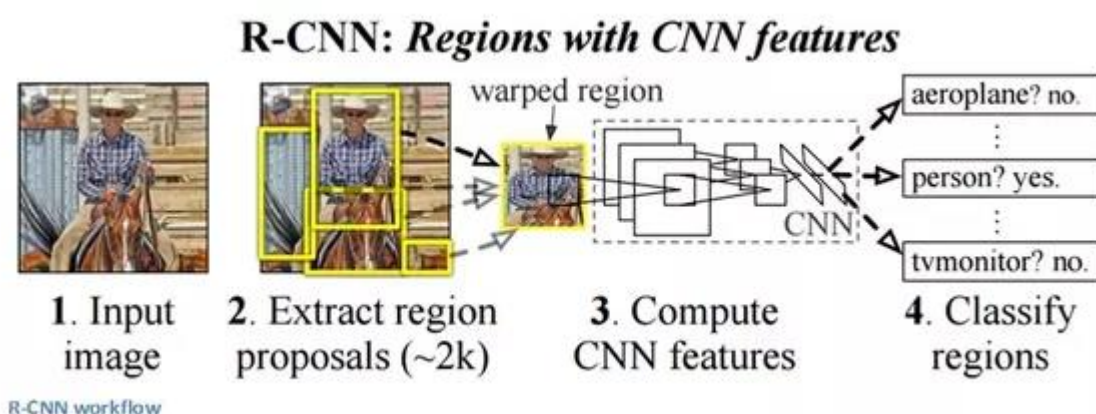 R-CNN: Regions with CNN features
warped region
aeroplane? no.
⋮
person? yes.
⋮
tvmonitor? no.
CNN
1. Input
image
2. Extract region
proposals (~2k)
3. Compute
CNN features
4. Classify
regions
R-CNN workflow